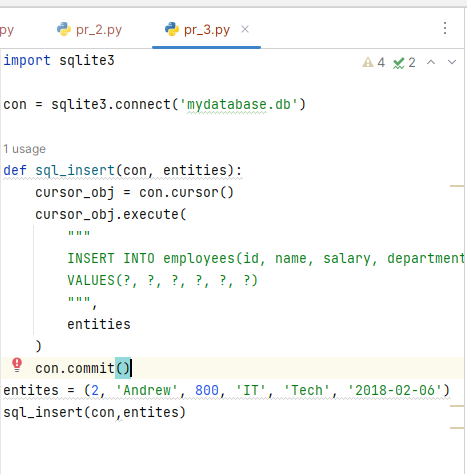 py pr_2.py pr_3.py
import sqlite3 4 2
con = sqlite3.connect('mydatabase.db')
1 usage
def sql_insert(con, entities):
    cursor_obj = con.cursor()
    cursor_obj.execute(
        """
        INSERT INTO employees(id, name, salary, department
        VALUES(?, ?, ?, ?, ?, ?)
        """,
        entities
    )
    con.commit()
entites = (2, 'Andrew', 800, 'IT', 'Tech', '2018-02-06')
sql_insert(con,entites)